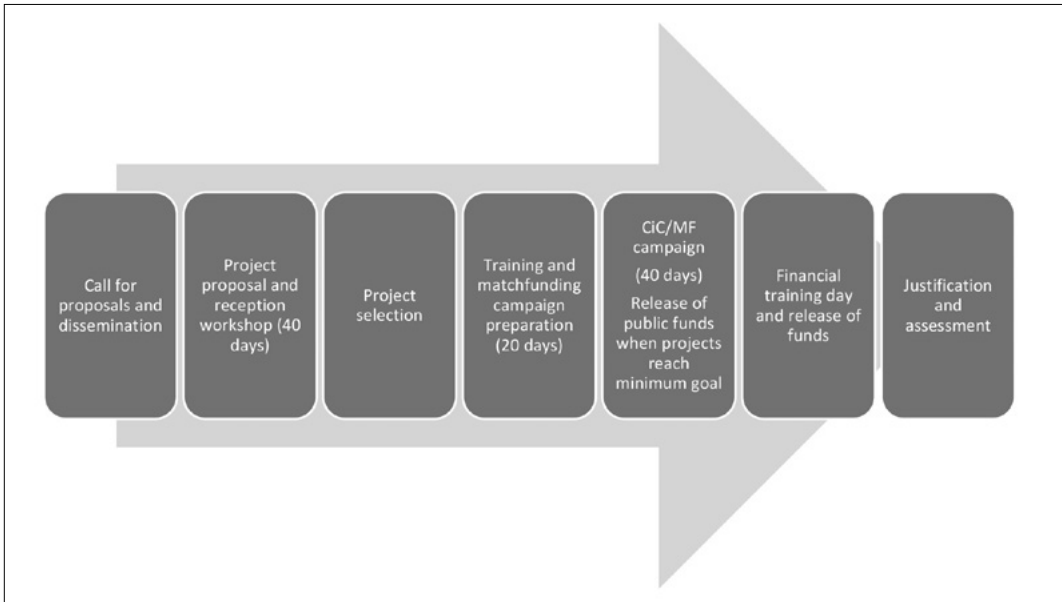 Call for
proposals and
dissemination
Project
proposal and
reception
workshop (40
days)
Project
selection
Training and
matchfunding
campaign
preparation
(20 days)
CiC/MF
campaign
(40 days)
Release of
public funds
when projects
reach
minimum goal
Financial
training day
and release of
funds
Justification
and
assessment